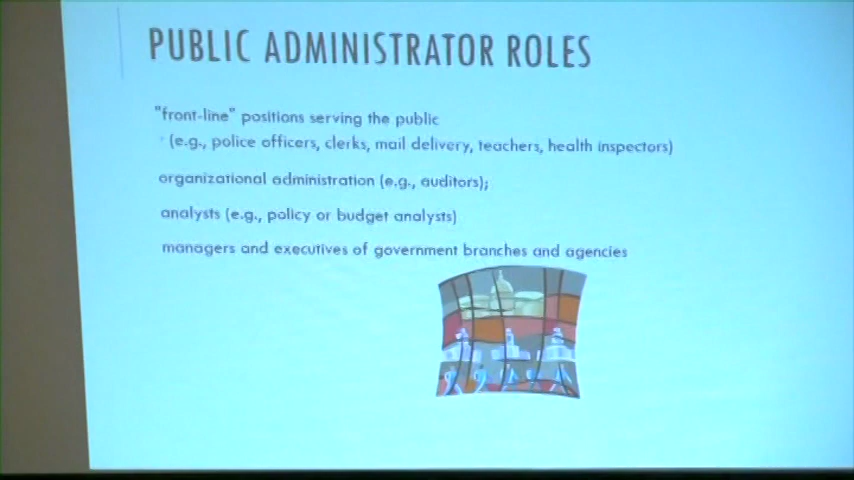 PUBLIC ADMINISTRATOR ROLES
"front-line" positions serving the public
(e.g., police officers, clerks, mail delivery, teachers, health inspectors)
organizational administration (e.g., auditors);
analysts (e.g., policy or budget analysts)
managers and executives of government branches and agencies